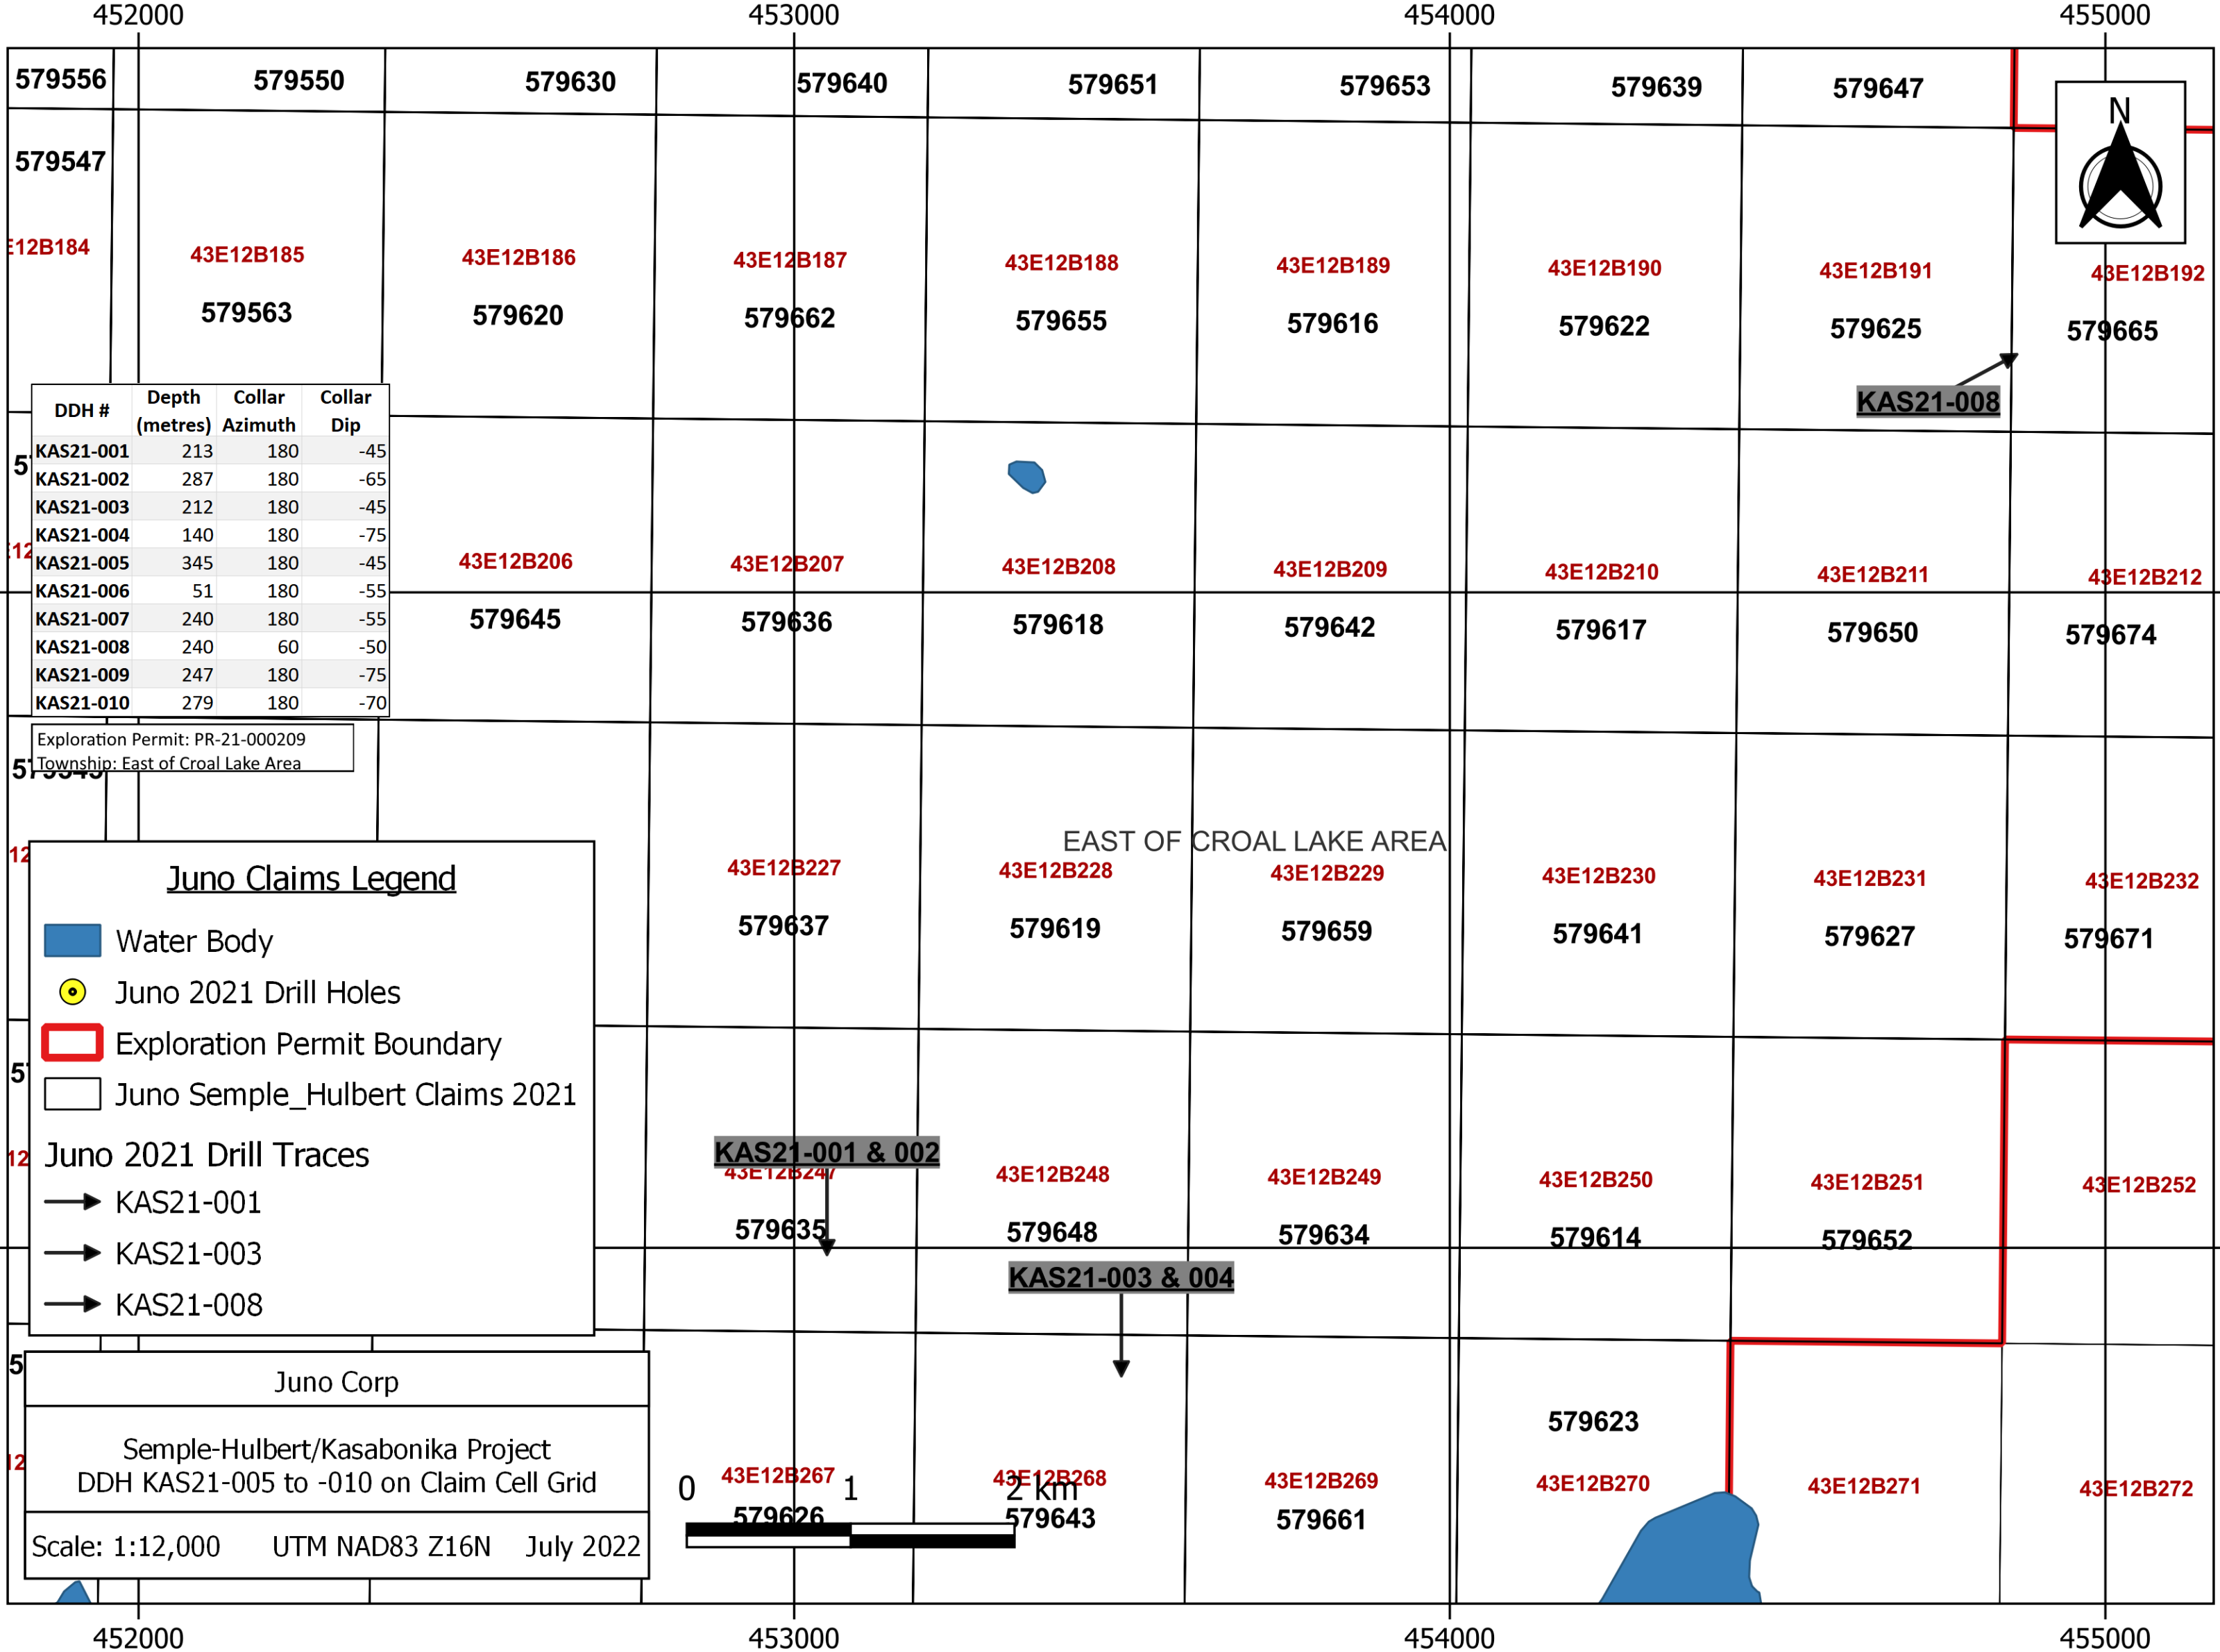 452000 453000 454000 455000
579556 579550 579630 579640 579651 579653 579639 579647
N
579547
E12B184 43E12B185 43E12B186 43E12B187 43E12B188 43E12B189 43E12B190 43E12B191 43E12B192
579563 579620 579662 579655 579616 579622 579625 579665
KAS21-008
DDH # Depth (metres) Collar Azimuth Collar Dip
KAS21-001 213 180 -45
KAS21-002 287 180 -65
KAS21-003 212 180 -45
KAS21-004 140 180 -75
KAS21-005 345 180 -45
KAS21-006 51 180 -55
KAS21-007 240 180 -55
KAS21-008 240 60 -50
KAS21-009 247 180 -75
KAS21-010 279 180 -70
43E12B206 43E12B207 43E12B208 43E12B209 43E12B210 43E12B211 43E12B212
579645 579636 579618 579642 579617 579650 579674
Exploration Permit: PR-21-000209
Township: East of Croal Lake Area
EAST OF CROAL LAKE AREA
43E12B227 43E12B228 43E12B229 43E12B230 43E12B231 43E12B232
579637 579619 579659 579641 579627 579671
Juno Claims Legend
Water Body
Juno 2021 Drill Holes
Exploration Permit Boundary
Juno Semple_Hulbert Claims 2021
Juno 2021 Drill Traces
KAS21-001
KAS21-003
KAS21-008
KAS21-001 & 002
43E12B247 43E12B248 43E12B249 43E12B250 43E12B251 43E12B252
579635 579648 579634 579614 579652
KAS21-003 & 004
579623
43E12B267 43E12B268 43E12B269 43E12B270 43E12B271 43E12B272
579626 579643 579661
0 1 2 km
Juno Corp
Semple-Hulbert/Kasabonika Project
DDH KAS21-005 to -010 on Claim Cell Grid
Scale: 1:12,000 UTM NAD83 Z16N July 2022
452000 453000 454000 455000